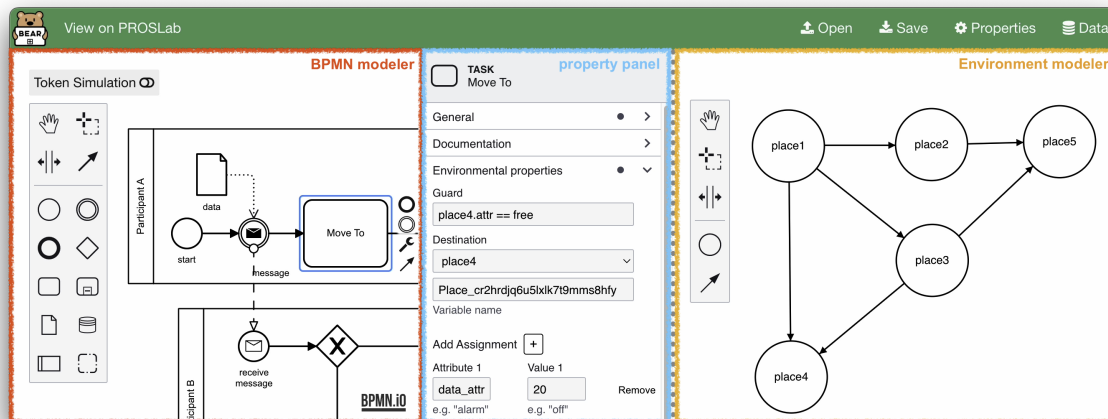 BEAR
View on PROSLab
Open
Save
Properties
Data
BPMN modeler
Token Simulation
Participant A
data
start
message
Move To
receive
message
BPMN.iO
property panel
TASK
Move To
General
Documentation
Environmental properties
Guard
place4.attr == free
Destination
place4
Place_cr2hrdjq6u5lxlk7t9mms8hfy
Variable name
Add Assignment +
Attribute 1 Value 1
data_attr 20 Remove
e.g. "alarm" e.g. "off"
Environment modeler
place1
place2
place5
place3
place4